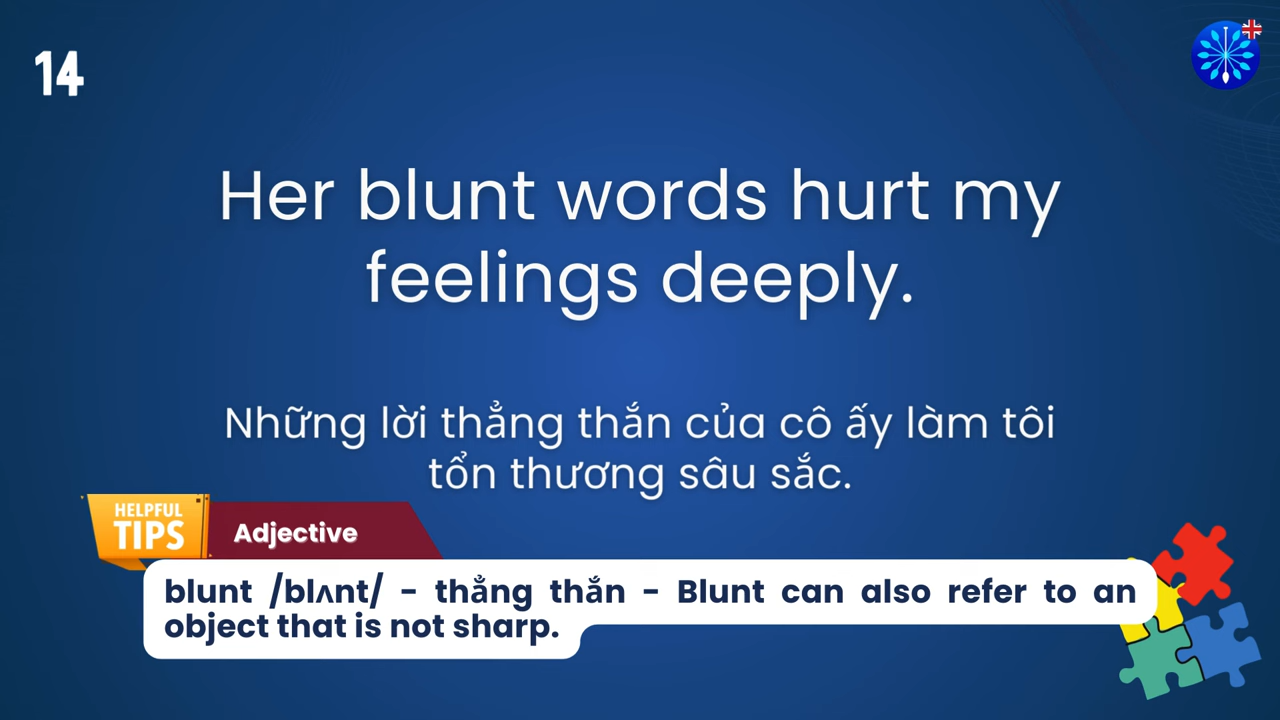 14
Her blunt words hurt my
feelings deeply.
Những lời thẳng thắn của cô ấy làm tôi
tổn thương sâu sắc.
HELPFUL
TIPS
Adjective
blunt /blʌnt/ - thẳng thắn - Blunt can also refer to an
object that is not sharp.